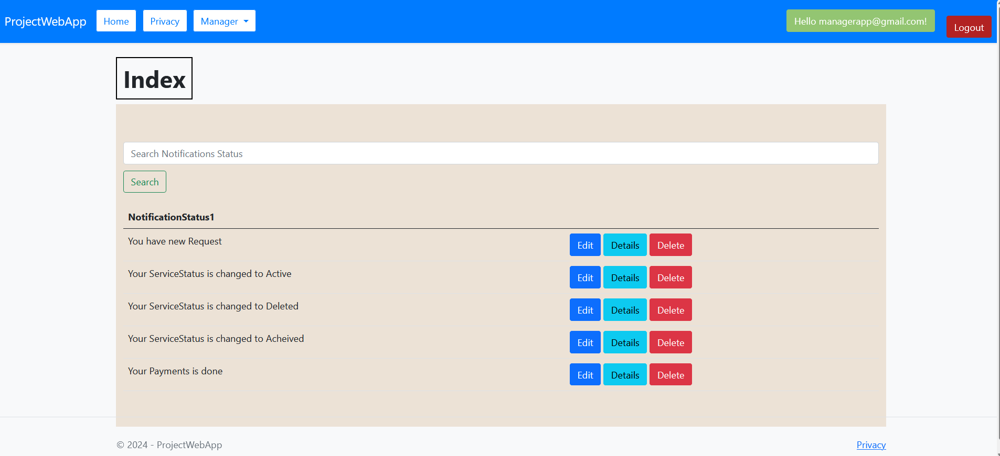 ProjectWebApp Home Privacy Manager Hello managerapp@gmail.com! Logout
Index
Search Notifications Status
Search
NotificationStatus1
You have new Request Edit Details Delete
Your ServiceStatus is changed to Active Edit Details Delete
Your ServiceStatus is changed to Deleted Edit Details Delete
Your ServiceStatus is changed to Acheived Edit Details Delete
Your Payments is done Edit Details Delete
© 2024 - ProjectWebApp Privacy